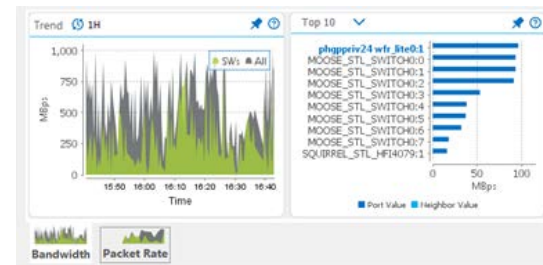 Trend 1H
1,000
750
500
250
0
MBps
SWs All
15:50 16:00 16:10 16:20 16:30 16:40
Time
Top 10
phgppriv24 wfr_lite0:1
MOOSE_STL_SWITCH0:0
MOOSE_STL_SWITCH0:1
MOOSE_STL_SWITCH0:2
MOOSE_STL_SWITCH0:3
MOOSE_STL_SWITCH0:4
MOOSE_STL_SWITCH0:5
MOOSE_STL_SWITCH0:6
MOOSE_STL_SWITCH0:7
SQUIRREL_STL_HFI4079:1
0 50 100
MBps
Port Value Neighbor Value
Bandwidth Packet Rate